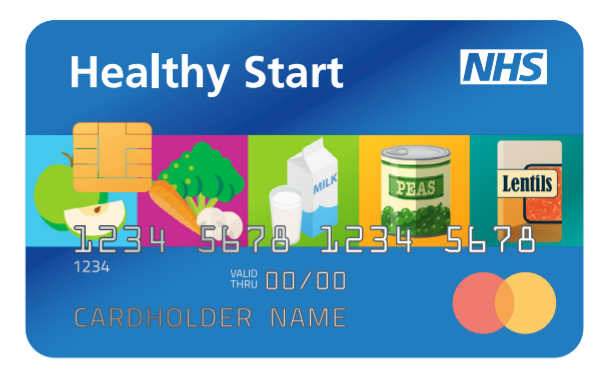 Healthy Start
NHS
MILK
PEAS
Lentils
1234 5678 1234 5678
1234
VALID
THRU 00/00
CARDHOLDER NAME